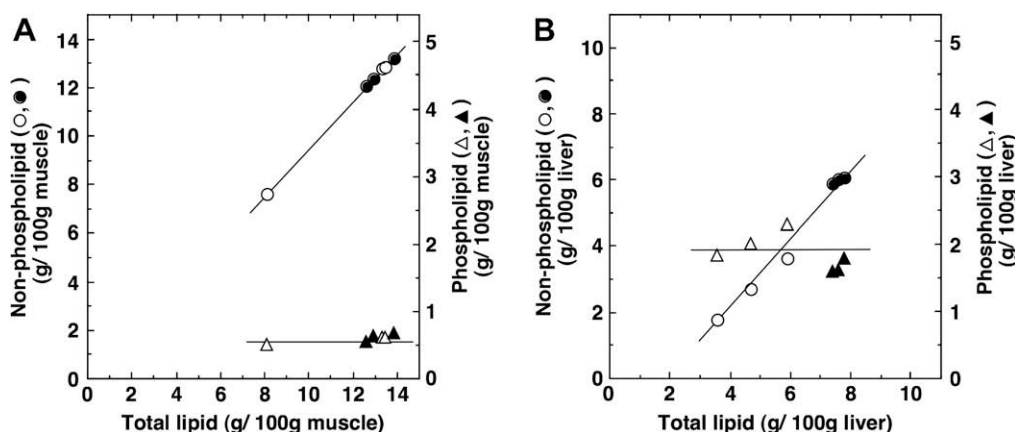 A
Non-phospholipid (○, ●)
(g/ 100g muscle)
14
12
10
8
6
4
2
0
5
4
3
2
1
0
Phospholipid (△, ▲)
(g/ 100g muscle)
0 2 4 6 8 10 12 14
Total lipid (g/ 100g muscle)
B
Non-phospholipid (○, ●)
(g/ 100g liver)
10
8
6
4
2
0
5
4
3
2
1
0
Phospholipid (△, ▲)
(g/ 100g liver)
0 2 4 6 8 10
Total lipid (g/ 100g liver)